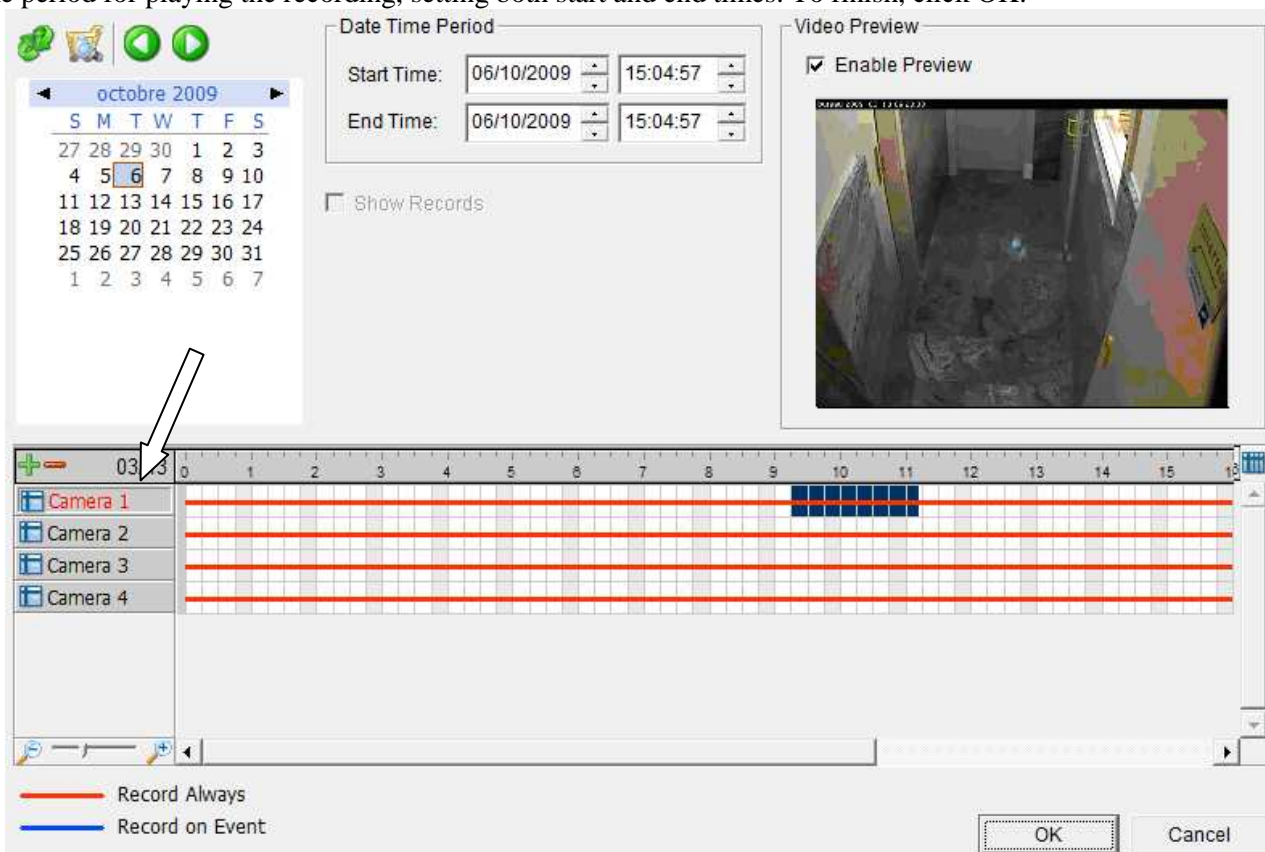 e period for playing the recording, setting both start and end times. To finish, click OK.
Date Time Period
Start Time: 06/10/2009 15:04:57
End Time: 06/10/2009 15:04:57
Show Records
Video Preview
Enable Preview
octobre 2009
S M T W T F S
27 28 29 30 1 2 3
4 5 6 7 8 9 10
11 12 13 14 15 16 17
18 19 20 21 22 23 24
25 26 27 28 29 30 31
1 2 3 4 5 6 7
0 1 2 3 4 5 6 7 8 9 10 11 12 13 14 15
Camera 1
Camera 2
Camera 3
Camera 4
Record Always
Record on Event
OK Cancel